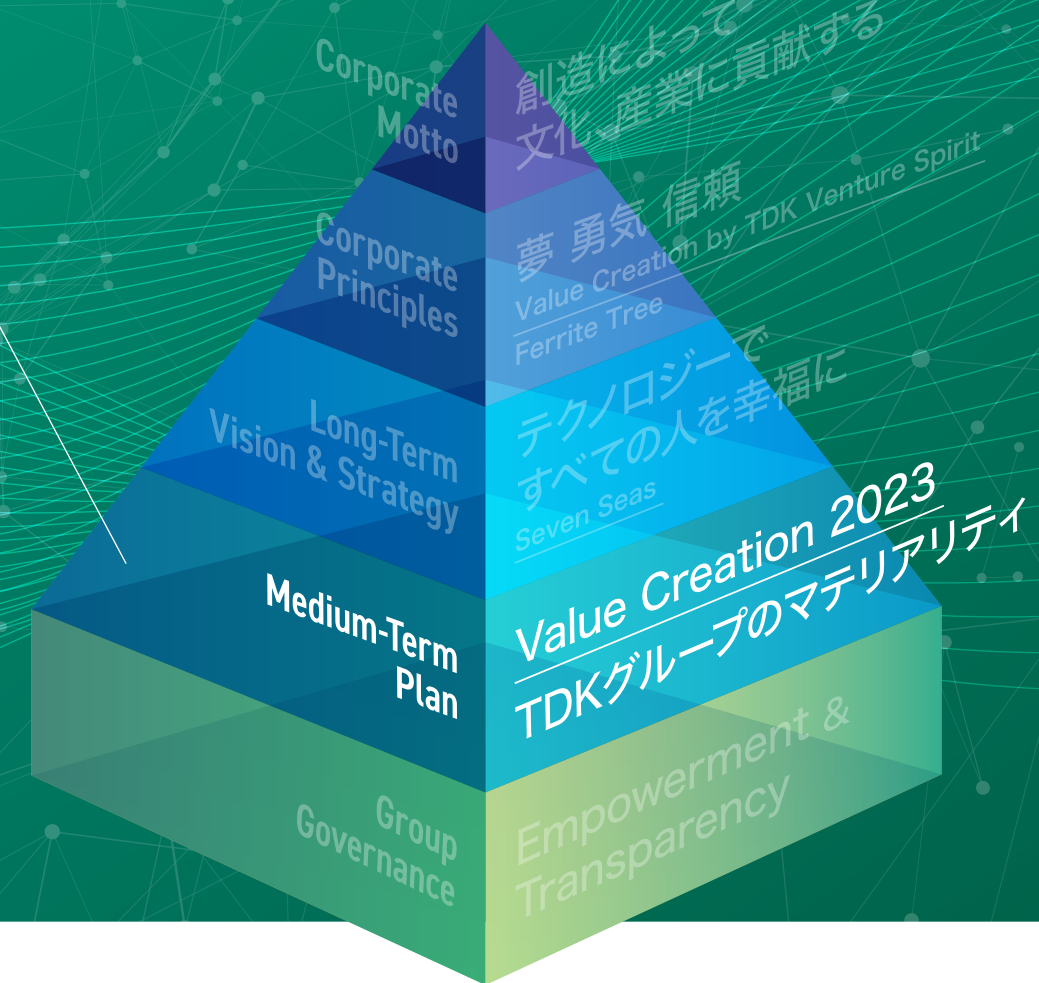 Corporate
Motto
創造によって
文化、産業に貢献する
Corporate
Principles
夢 勇気 信頼
Value Creation by TDK Venture Spirit
Ferrite Tree
Long-Term
Vision & Strategy
テクノロジーで
すべての人を幸福に
Seven Seas
Medium-Term
Plan
Value Creation 2023
TDKグループのマテリアリティ
Group
Governance
Empowerment &
Transparency